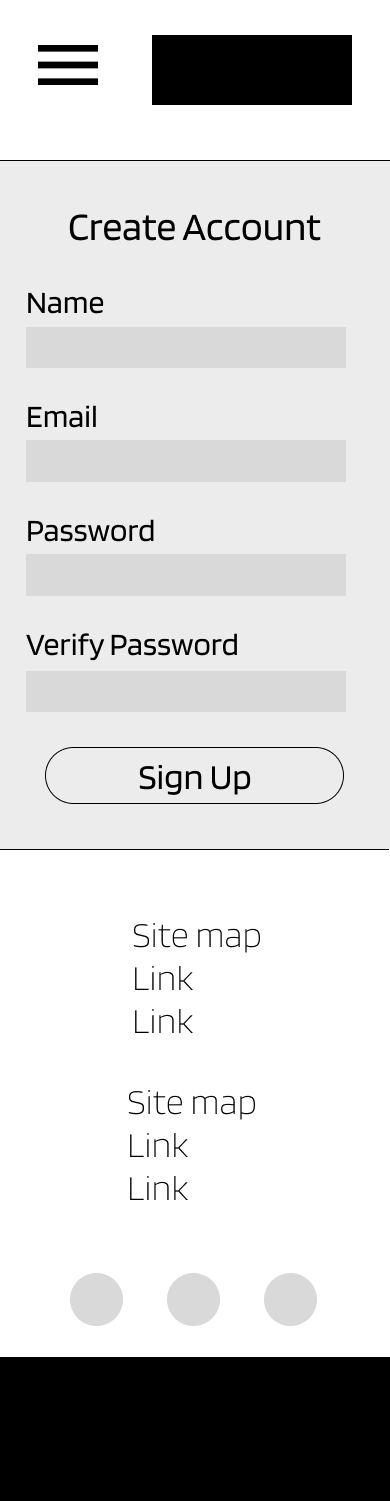 Create Account
Name
Email
Password
Verify Password
Sign Up
Site map
Link
Link
Site map
Link
Link